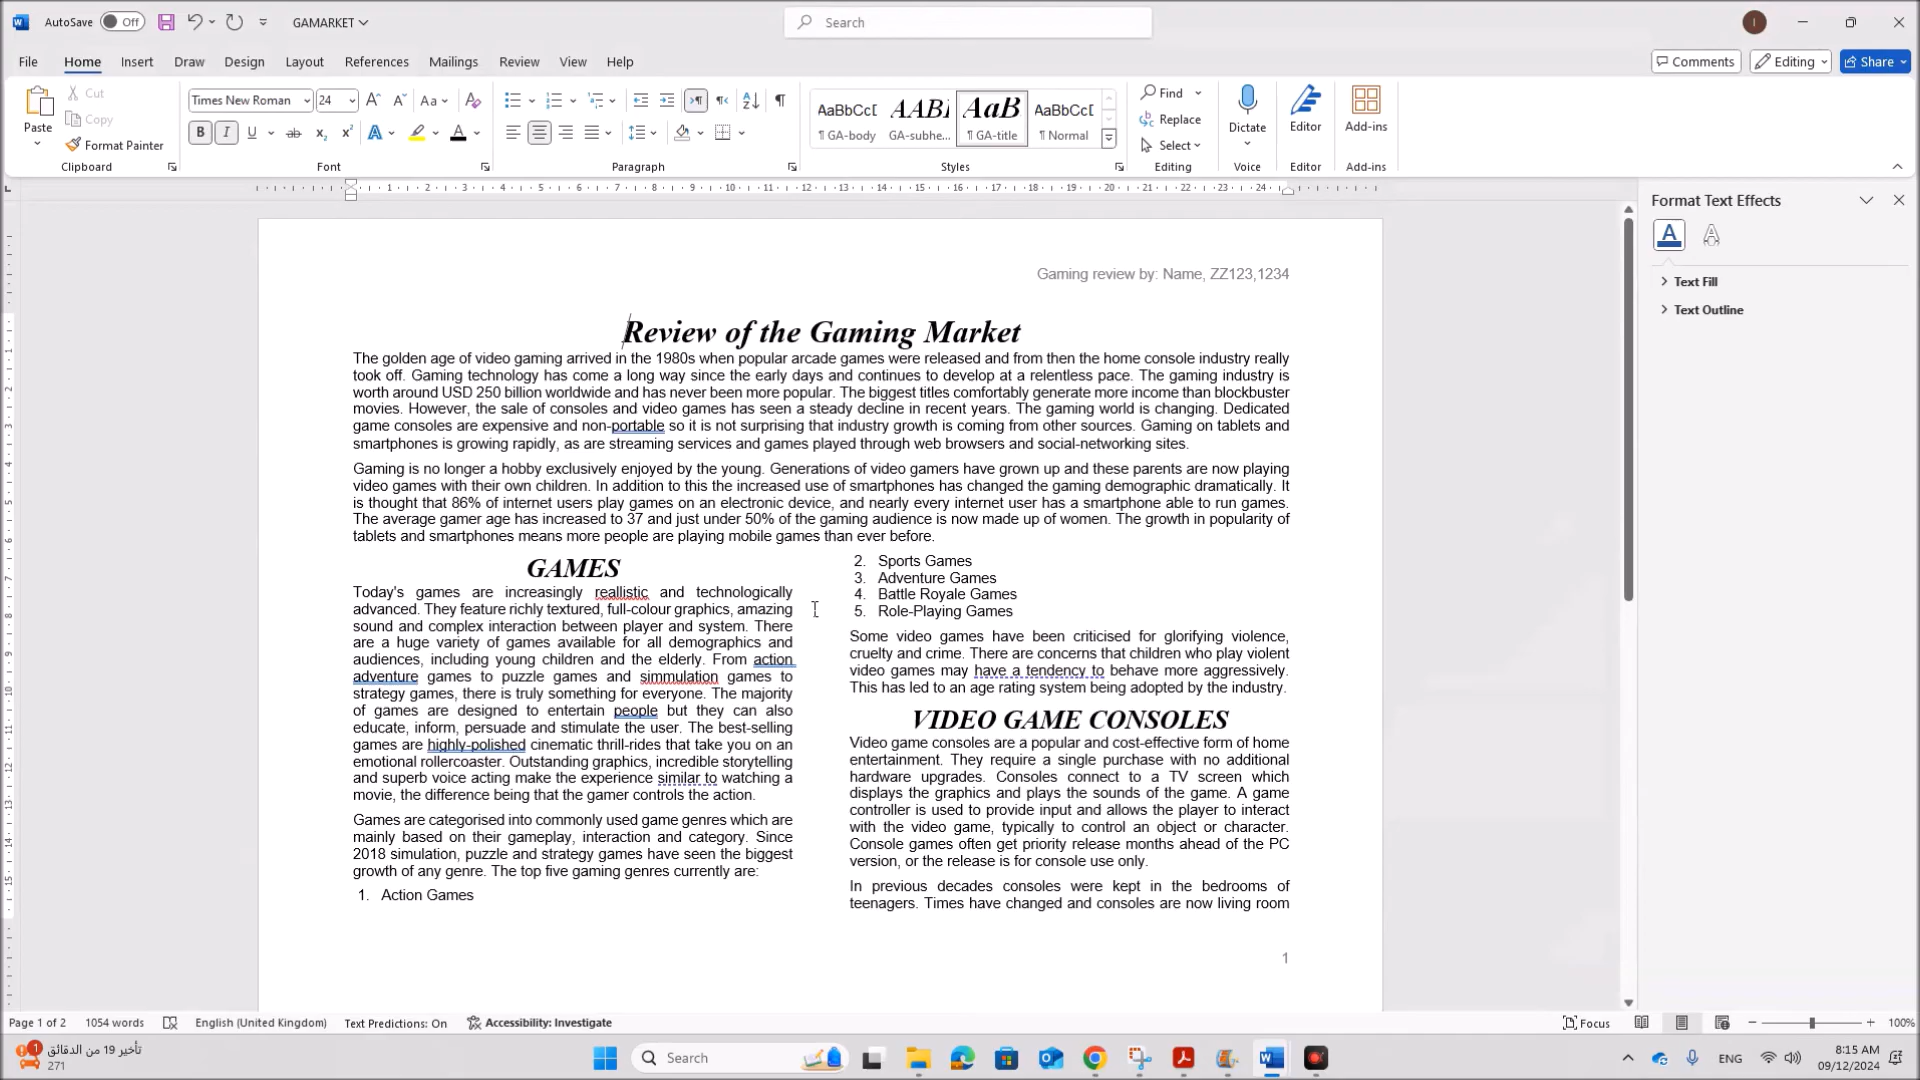 AutoSave Off GAMARKET Search I
File Home Insert Draw Design Layout References Mailings Review View Help Comments Editing Share
Paste Cut Copy Format Painter
Times New Roman 24
AaBbCcD AABI AaB AaBbCcD
¶ GA-body GA-subhe... ¶ GA-title ¶ Normal
Find Replace Select
Dictate Editor Add-ins
Clipboard Font Paragraph Styles Editing Voice Editor Add-ins
1 2 3 4 5 6 7 8 9 10 11 12 13 14 15 16 17 18 19 20 21 22 23 24
Format Text Effects
Text Fill
Text Outline
Gaming review by: Name, ZZ123,1234
Review of the Gaming Market
The golden age of video gaming arrived in the 1980s when popular arcade games were released and from then the home console industry really
took off. Gaming technology has come a long way since the early days and continues to develop at a relentless pace. The gaming industry is
worth around USD 250 billion worldwide and has never been more popular. The biggest titles comfortably generate more income than blockbuster
movies. However, the sale of consoles and video games has seen a steady decline in recent years. The gaming world is changing. Dedicated
game consoles are expensive and non-portable so it is not surprising that industry growth is coming from other sources. Gaming on tablets and
smartphones is growing rapidly, as are streaming services and games played through web browsers and social-networking sites.
Gaming is no longer a hobby exclusively enjoyed by the young. Generations of video gamers have grown up and these parents are now playing
video games with their own children. In addition to this the increased use of smartphones has changed the gaming demographic dramatically. It
is thought that 86% of internet users play games on an electronic device, and nearly every internet user has a smartphone able to run games.
The average gamer age has increased to 37 and just under 50% of the gaming audience is now made up of women. The growth in popularity of
tablets and smartphones means more people are playing mobile games than ever before.
GAMES
Today's games are increasingly reallistic and technologically
advanced. They feature richly textured, full-colour graphics, amazing
sound and complex interaction between player and system. There
are a huge variety of games available for all demographics and
audiences, including young children and the elderly. From action
adventure games to puzzle games and simmulation games to
strategy games, there is truly something for everyone. The majority
of games are designed to entertain people but they can also
educate, inform, persuade and stimulate the user. The best-selling
games are highly-polished cinematic thrill-rides that take you on an
emotional rollercoaster. Outstanding graphics, incredible storytelling
and superb voice acting make the experience similar to watching a
movie, the difference being that the gamer controls the action.
Games are categorised into commonly used game genres which are
mainly based on their gameplay, interaction and category. Since
2018 simulation, puzzle and strategy games have seen the biggest
growth of any genre. The top five gaming genres currently are:
1. Action Games
2. Sports Games
3. Adventure Games
4. Battle Royale Games
5. Role-Playing Games
Some video games have been criticised for glorifying violence,
cruelty and crime. There are concerns that children who play violent
video games may have a tendency to behave more aggressively.
This has led to an age rating system being adopted by the industry.
VIDEO GAME CONSOLES
Video game consoles are a popular and cost-effective form of home
entertainment. They require a single purchase with no additional
hardware upgrades. Consoles connect to a TV screen which
displays the graphics and plays the sounds of the game. A game
controller is used to provide input and allows the player to interact
with the video game, typically to control an object or character.
Console games often get priority release months ahead of the PC
version, or the release is for console use only.
In previous decades consoles were kept in the bedrooms of
teenagers. Times have changed and consoles are now living room
1
Page 1 of 2 1054 words English (United Kingdom) Text Predictions: On Accessibility: Investigate Focus 100%
تأخير 19 من الدقائق
271
1
Search
ENG
8:15 AM
09/12/2024